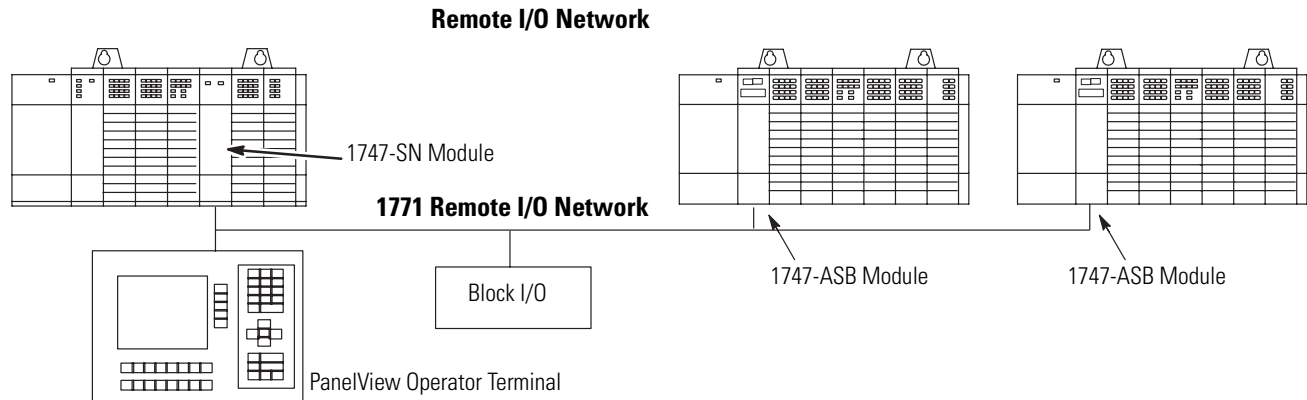 Remote I/O Network
1747-SN Module
1771 Remote I/O Network
1747-ASB Module
1747-ASB Module
Block I/O
PanelView Operator Terminal